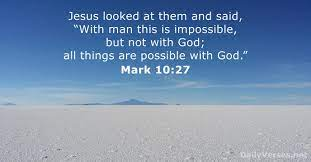 Jesus looked at them and said,
“With man this is impossible,
but not with God;
all things are possible with God.”
Mark 10:27
DailyVerses.net